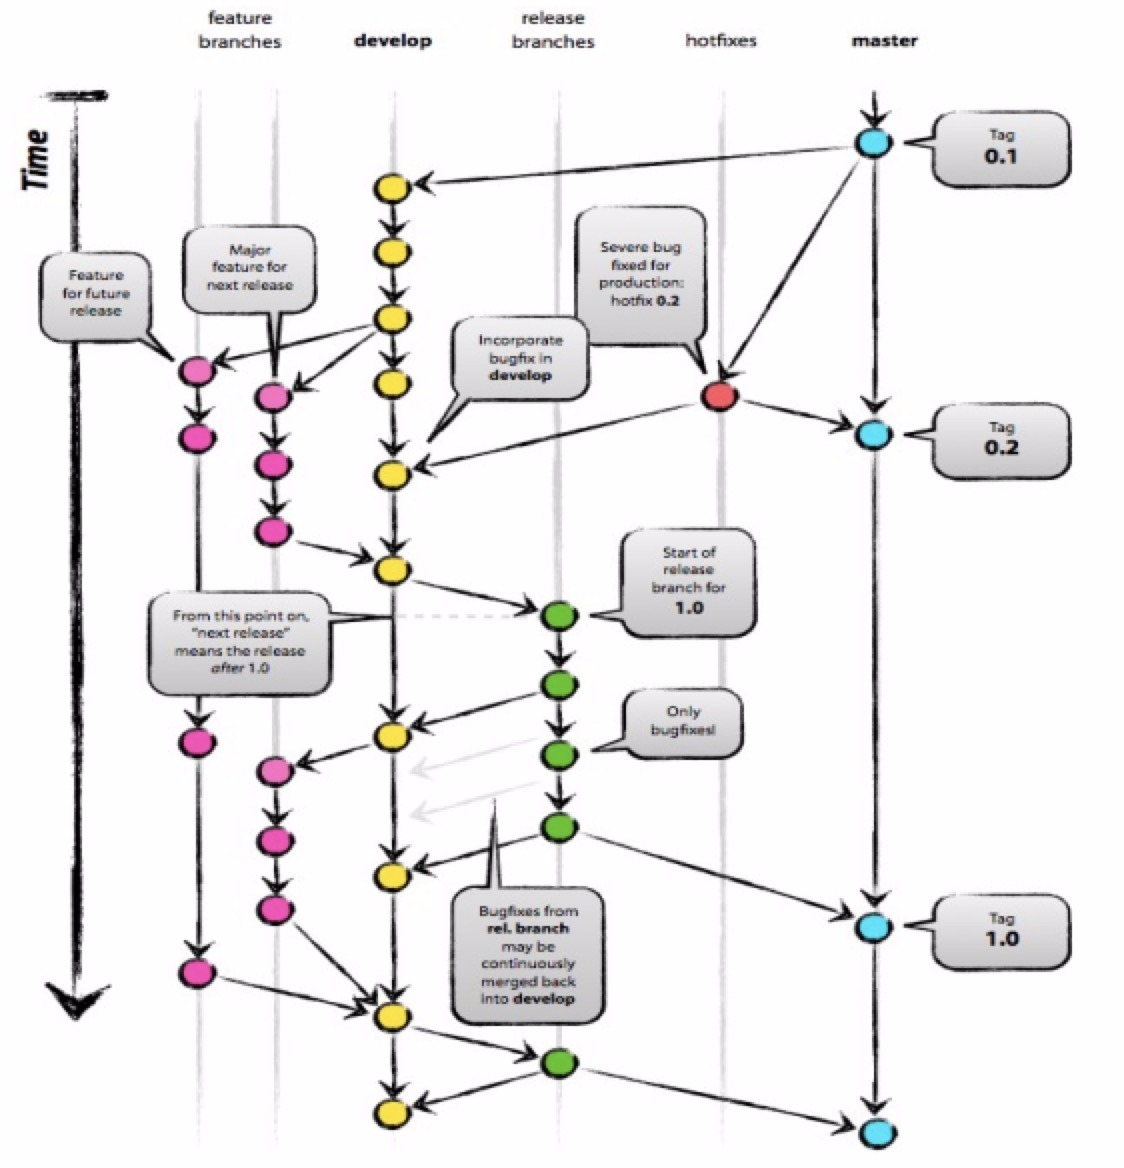 feature
branches
develop
release
branches
hotfixes
master
Time
Tag
0.1
Feature
for future
release
Major
feature for
next release
Severe bug
fixed for
production:
hotfix 0.2
Incorporate
bugfix in
develop
Tag
0.2
Start of
release
branch for
1.0
From this point on,
"next release"
means the release
after 1.0
Only
bugfixes!
Bugfixes from
rel. branch
may be
continuously
merged back
into develop
Tag
1.0